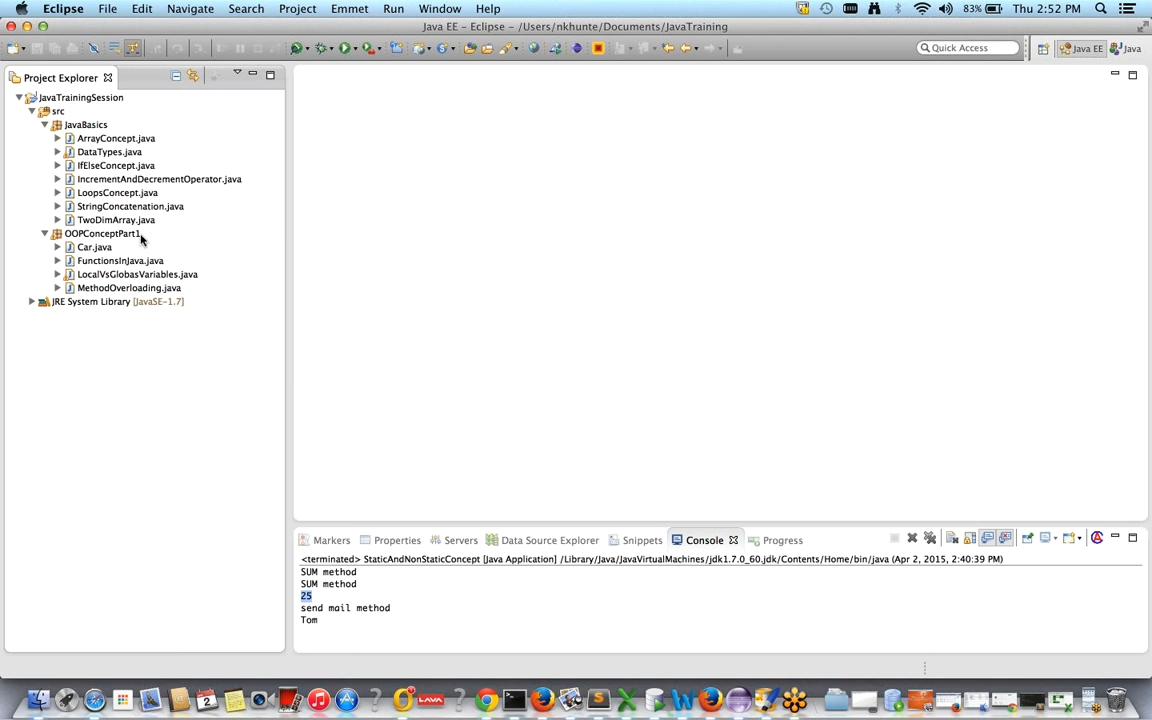 Eclipse File Edit Navigate Search Project Emmet Run Window Help 83% Thu 2:52 PM
Java EE - Eclipse - /Users/nkhunte/Documents/JavaTraining
Quick Access Java EE Java
Project Explorer
JavaTrainingSession
src
JavaBasics
ArrayConcept.java
DataTypes.java
IfElseConcept.java
IncrementAndDecrementOperator.java
LoopsConcept.java
StringConcatenation.java
TwoDimArray.java
OOPConceptPart1
Car.java
FunctionsInJava.java
LocalVsGlobasVariables.java
MethodOverloading.java
JRE System Library [JavaSE-1.7]
Markers Properties Servers Data Source Explorer Snippets Console Progress
<terminated> StaticAndNonStaticConcept [Java Application] /Library/Java/JavaVirtualMachines/jdk1.7.0_60.jdk/Contents/Home/bin/java (Apr 2, 2015, 2:40:39 PM)
SUM method
SUM method
25
send mail method
Tom
2 LAVA